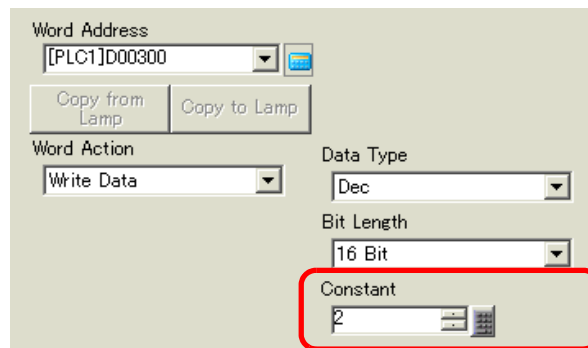 Word Address
[PLC1]D00300
Copy from
Lamp
Copy to Lamp
Word Action
Write Data
Data Type
Dec
Bit Length
16 Bit
Constant
2